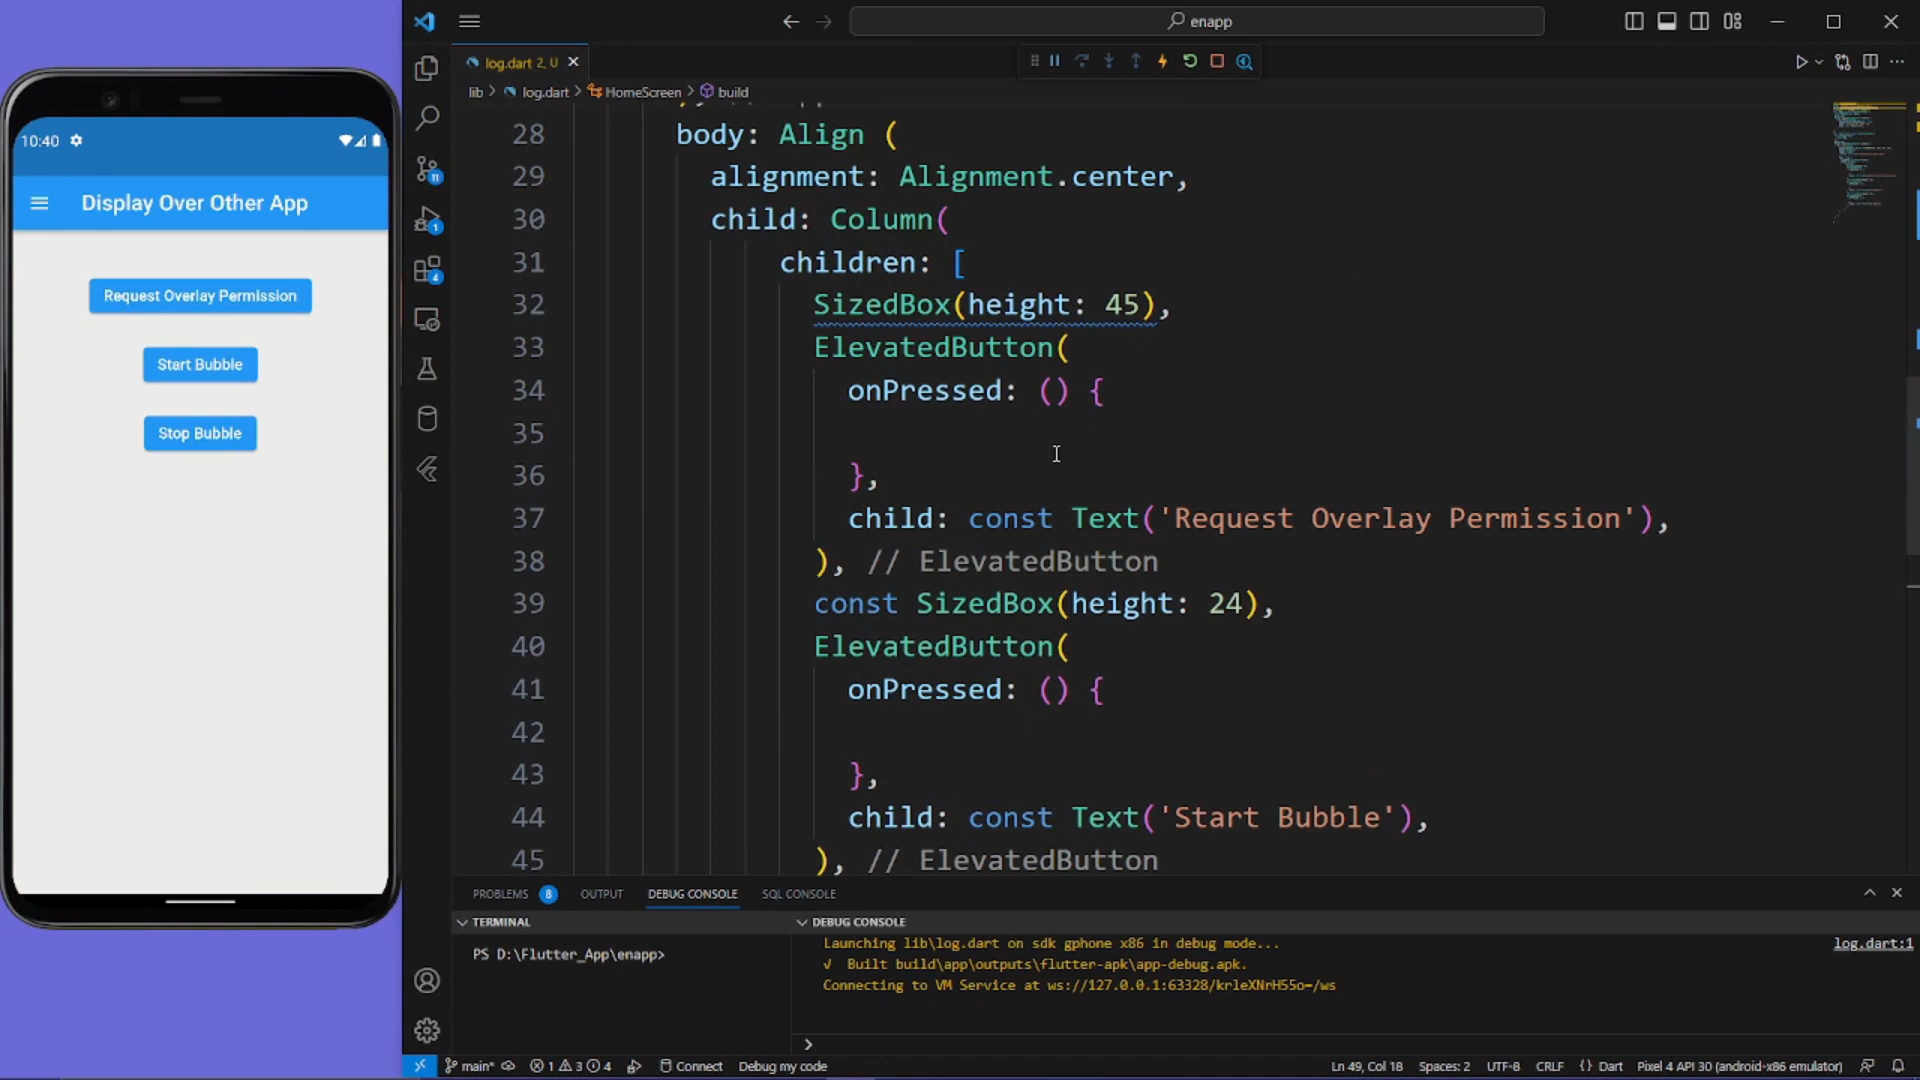 enapp
log.dart 2, U
lib > log.dart > HomeScreen > build
10:40
Display Over Other App
Request Overlay Permission
Start Bubble
Stop Bubble
28 body: Align (
29 alignment: Alignment.center,
30 child: Column(
31 children: [
32 SizedBox(height: 45),
33 ElevatedButton(
34 onPressed: () {
35
36 },
37 child: const Text('Request Overlay Permission'),
38 ), // ElevatedButton
39 const SizedBox(height: 24),
40 ElevatedButton(
41 onPressed: () {
42
43 },
44 child: const Text('Start Bubble'),
45 ), // ElevatedButton
11
1
4
PROBLEMS 8 OUTPUT DEBUG CONSOLE SQL CONSOLE
TERMINAL
PS D:\Flutter_App\enapp>
DEBUG CONSOLE
Launching lib\log.dart on sdk gphone x86 in debug mode...
√ Built build\app\outputs\flutter-apk\app-debug.apk.
Connecting to VM Service at ws://127.0.0.1:63328/krleXNrH55o=/ws
log.dart:1
>
main* 1 3 4 Connect Debug my code
Ln 49, Col 18 Spaces: 2 UTF-8 CRLF {} Dart Pixel 4 API 30 (android-x86 emulator)